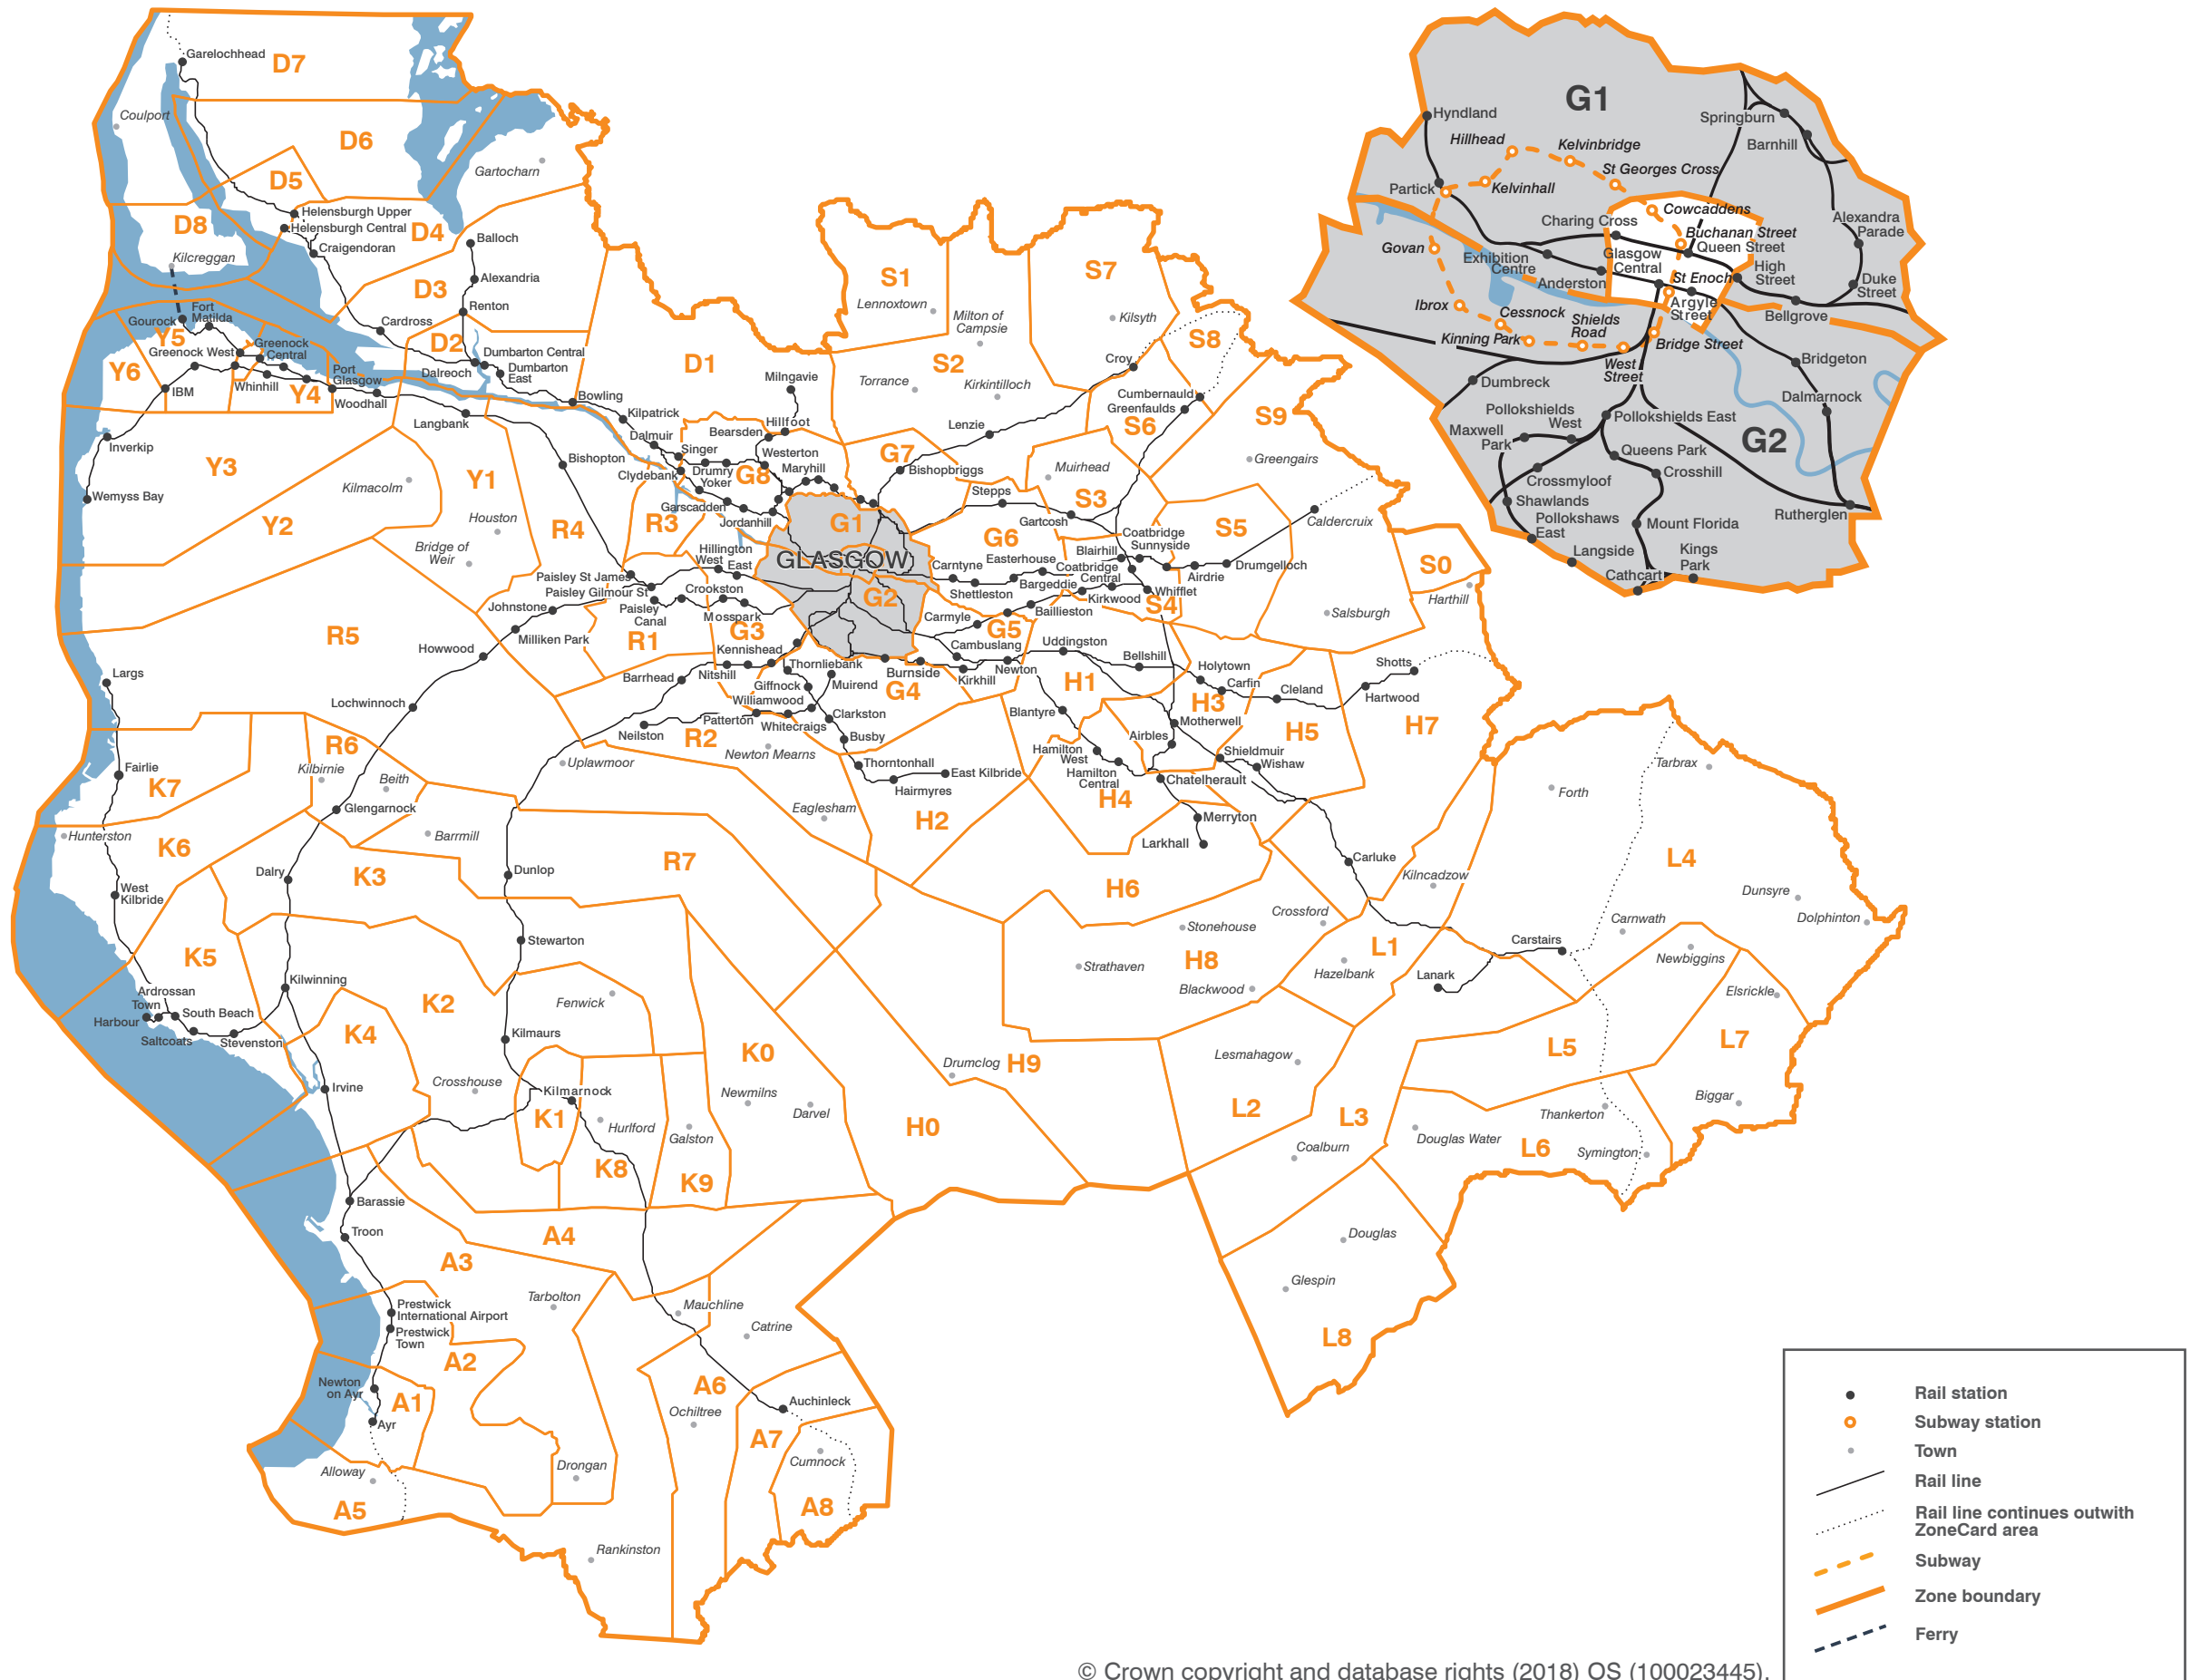 Garelochhead
D7
Coulport
D6
Gartocharn
D5
Helensburgh Upper
Helensburgh Central
D8
D4
Craigendoran
Balloch
Kilcreggan
Alexandria
D3
Renton
Fort
Matilda
Gourock
Y5
Cardross
Greenock West
Greenock
Central
D2
Dumbarton Central
Dumbarton
East
Dalreoch
D1
Y6
IBM
Whinhill
Y4
Port
Glasgow
Woodhall
Langbank
Bowling
Kilpatrick
Milngavie
Hillfoot
Bearsden
Dalmuir
Singer
Westerton
Drumry
Maryhill
Clydebank
Yoker
G8
Garscadden
Jordanhill
Inverkip
Wemyss Bay
Y3
Kilmacolm
Y1
Bishopton
Houston
Y2
R4
R3
Bridge of
Weir
S1
Lennoxtown
Milton of
Campsie
S7
Kilsyth
S8
S2
Torrance
Kirkintilloch
Croy
Cumbernauld
Greenfaulds
S6
S9
Lenzie
G7
Bishopbriggs
Muirhead
Greengairs
Stepps
S3
Gartcosh
S5
Caldercruix
G1
GLASGOW
G2
G6
Easterhouse
Blairhill
Coatbridge
Sunnyside
Coatbridge
Central
Carntyne
Shettleston
Bargeddie
Kirkwood
Whifflet
Airdrie
Drumgelloch
S0
Harthill
Salsburgh
S4
Baillieston
Carmyle
G5
Hillington
West
East
Paisley St James
Paisley Gilmour St
Crookston
Paisley
Canal
Mosspark
G3
R1
Johnstone
Milliken Park
Howwood
R5
Lochwinnoch
Largs
Kennishead
Thornliebank
Nitshill
Barrhead
Giffnock
Muirend
Williamwood
Patterton
Whitecraigs
Neilston
R2
Newton Mearns
Clarkston
Busby
Burnside
G4
Kirkhill
Cambuslang
Newton
Uddingston
Bellshill
Holytown
Carfin
Cleland
Shotts
Hartwood
H1
H3
H5
H7
Blantyre
Motherwell
Airbles
Hamilton
West
Hamilton
Central
Shieldmuir
Wishaw
Chatelherault
H4
Merryton
Larkhall
Thorntonhall
East Kilbride
Hairmyres
H2
Eaglesham
Uplawmoor
R6
Kilbirnie
Beith
Glengarnock
Barrmill
Fairlie
K7
Hunterston
K6
West
Kilbride
Dalry
K3
Dunlop
R7
H6
Carluke
Kilncadzow
Forth
Tarbrax
L4
Dunsyre
Dolphinton
Carnwath
Crossford
Stonehouse
H8
Strathaven
Blackwood
L1
Hazelbank
Lanark
Carstairs
Newbiggins
Elsrickle
L7
K5
Stewarton
Kilwinning
K2
Fenwick
Ardrossan
Town
Harbour
South Beach
Saltcoats
Stevenston
K4
Kilmaurs
K0
Drumclog
H9
Lesmahagow
L5
Irvine
Crosshouse
Kilmarnock
K1
Newmilns
Darvel
Hurlford
Galston
H0
L2
L3
Biggar
Thankerton
Douglas Water
L6
Symington
Coalburn
K8
K9
Barassie
Troon
A4
A3
Douglas
Glespin
L8
Tarbolton
Mauchline
Catrine
Prestwick
International Airport
Prestwick
Town
A2
Newton
on Ayr
A1
Ayr
A6
Auchinleck
Ochiltree
A7
Cumnock
Alloway
Drongan
A5
A8
Rankinston
G1
Hyndland
Springburn
Barnhill
Hillhead
Kelvinbridge
St Georges Cross
Partick
Kelvinhall
Cowcaddens
Charing Cross
Buchanan Street
Queen Street
Alexandra
Parade
Govan
Exhibition
Centre
Glasgow
Central
St Enoch
High
Street
Anderston
Argyle
Street
Duke
Street
Ibrox
Cessnock
Shields
Road
Kinning Park
Bellgrove
Bridge Street
West
Street
Bridgeton
Dumbreck
Dalmarnock
Pollokshields
West
Pollokshields East
Maxwell
Park
Queens Park
G2
Crosshill
Crossmyloof
Shawlands
Pollokshaws
East
Mount Florida
Rutherglen
Langside
Kings
Park
Cathcart
Rail station
Subway station
Town
Rail line
Rail line continues outwith
ZoneCard area
Subway
Zone boundary
Ferry
© Crown copyright and database rights (2018) OS (100023445).